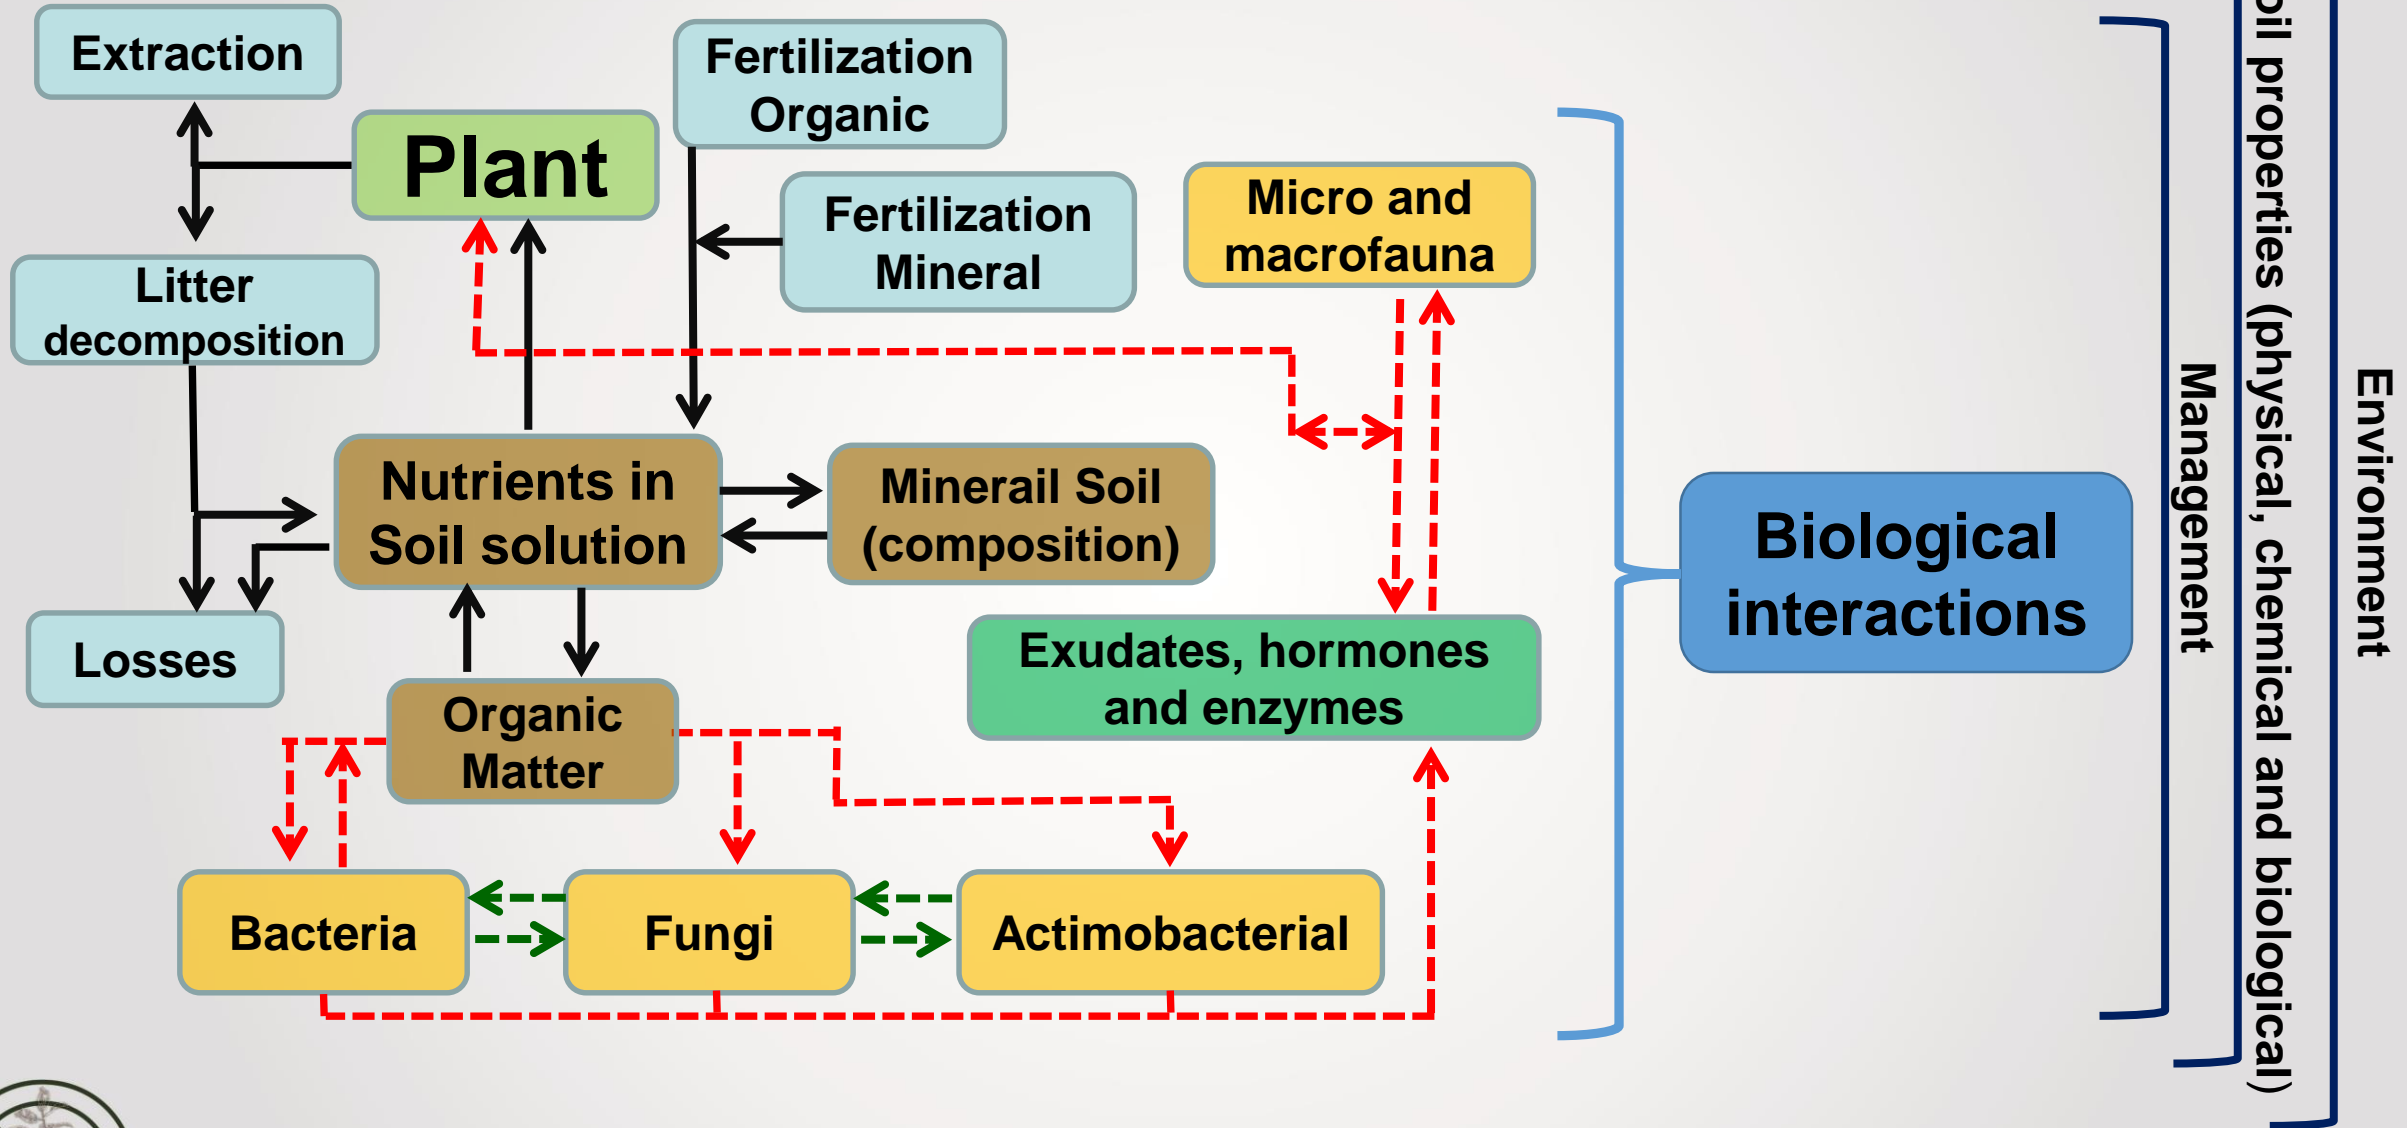 Extraction
Fertilization
Organic
Plant
Fertilization
Mineral
Micro and
macrofauna
Litter
decomposition
Nutrients in
Soil solution
Minerail Soil
(composition)
Biological
interactions
Losses
Exudates, hormones
and enzymes
Organic
Matter
Bacteria
Fungi
Actimobacterial
Management
oil properties (physical, chemical and biological)
Environment